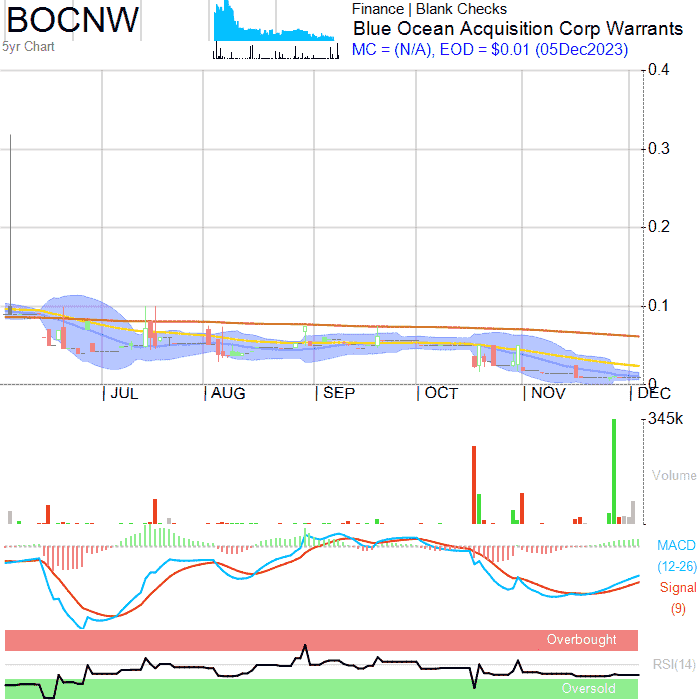 BOCNW
5yr Chart
Finance | Blank Checks
Blue Ocean Acquisition Corp Warrants
MC = (N/A), EOD = $0.01 (05Dec2023)
0.4
0.3
0.2
0.1
0
JUL
AUG
SEP
OCT
NOV
DEC
345k
Volume
MACD
(12-26)
Signal
(9)
Overbought
RSI(14)
Oversold